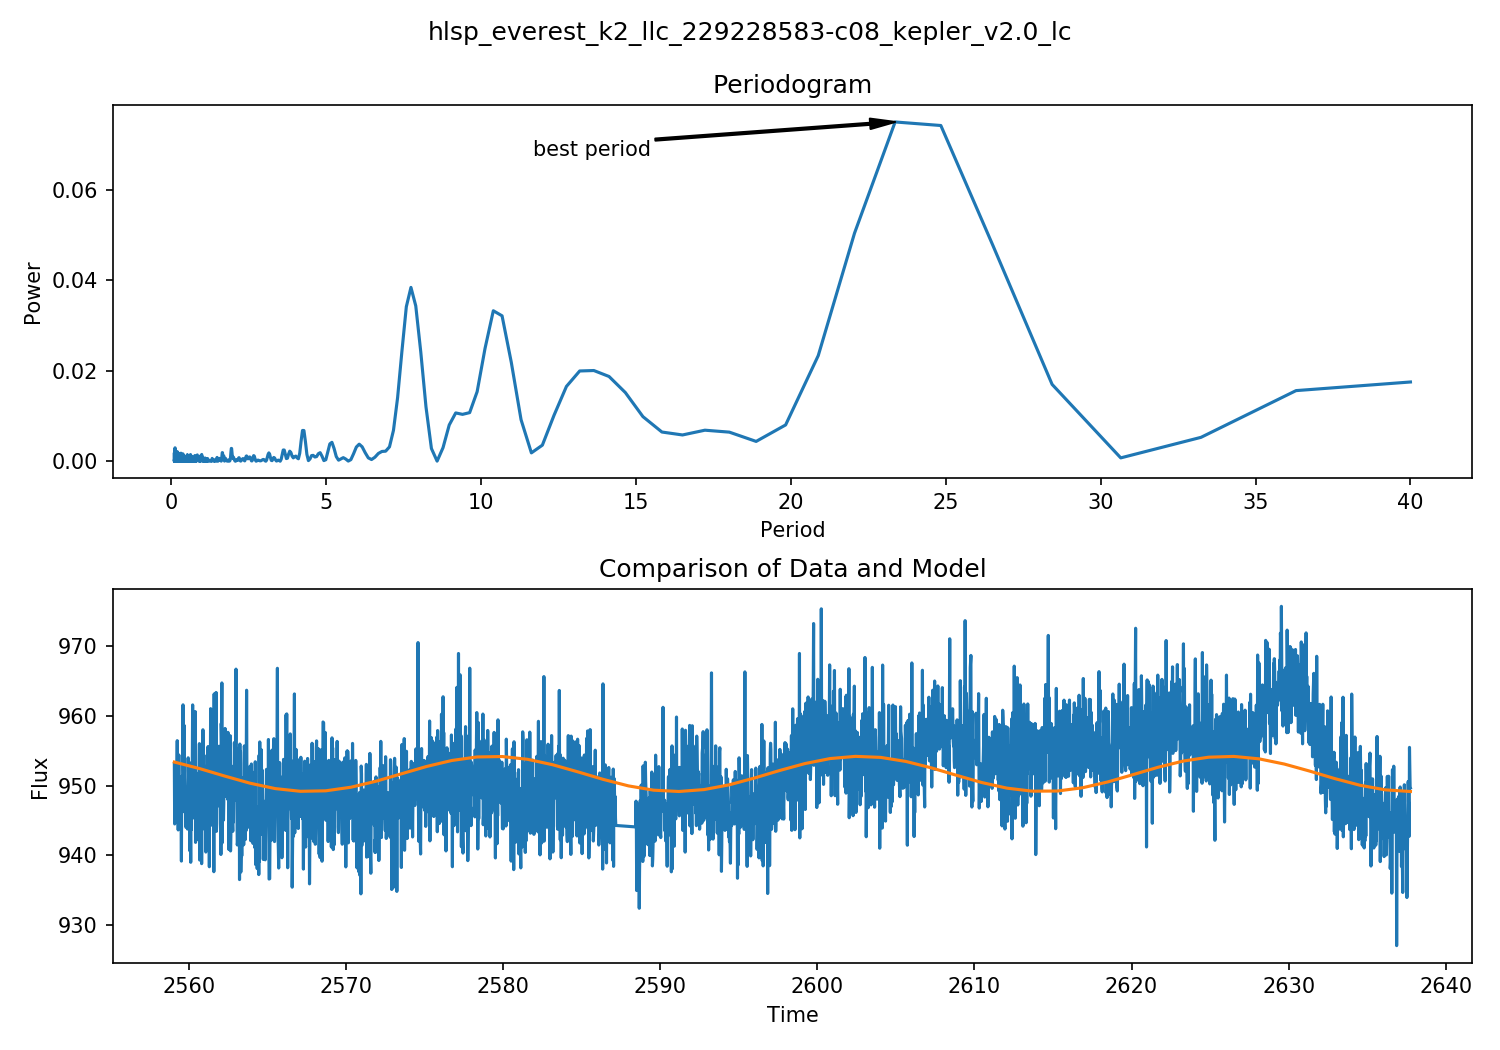 hlsp_everest_k2_llc_229228583-c08_kepler_v2.0_lc
Periodogram
best period
Power
0.06
0.04
0.02
0.00
0 5 10 15 20 25 30 35 40
Period
Comparison of Data and Model
Flux
970
960
950
940
930
2560 2570 2580 2590 2600 2610 2620 2630 2640
Time